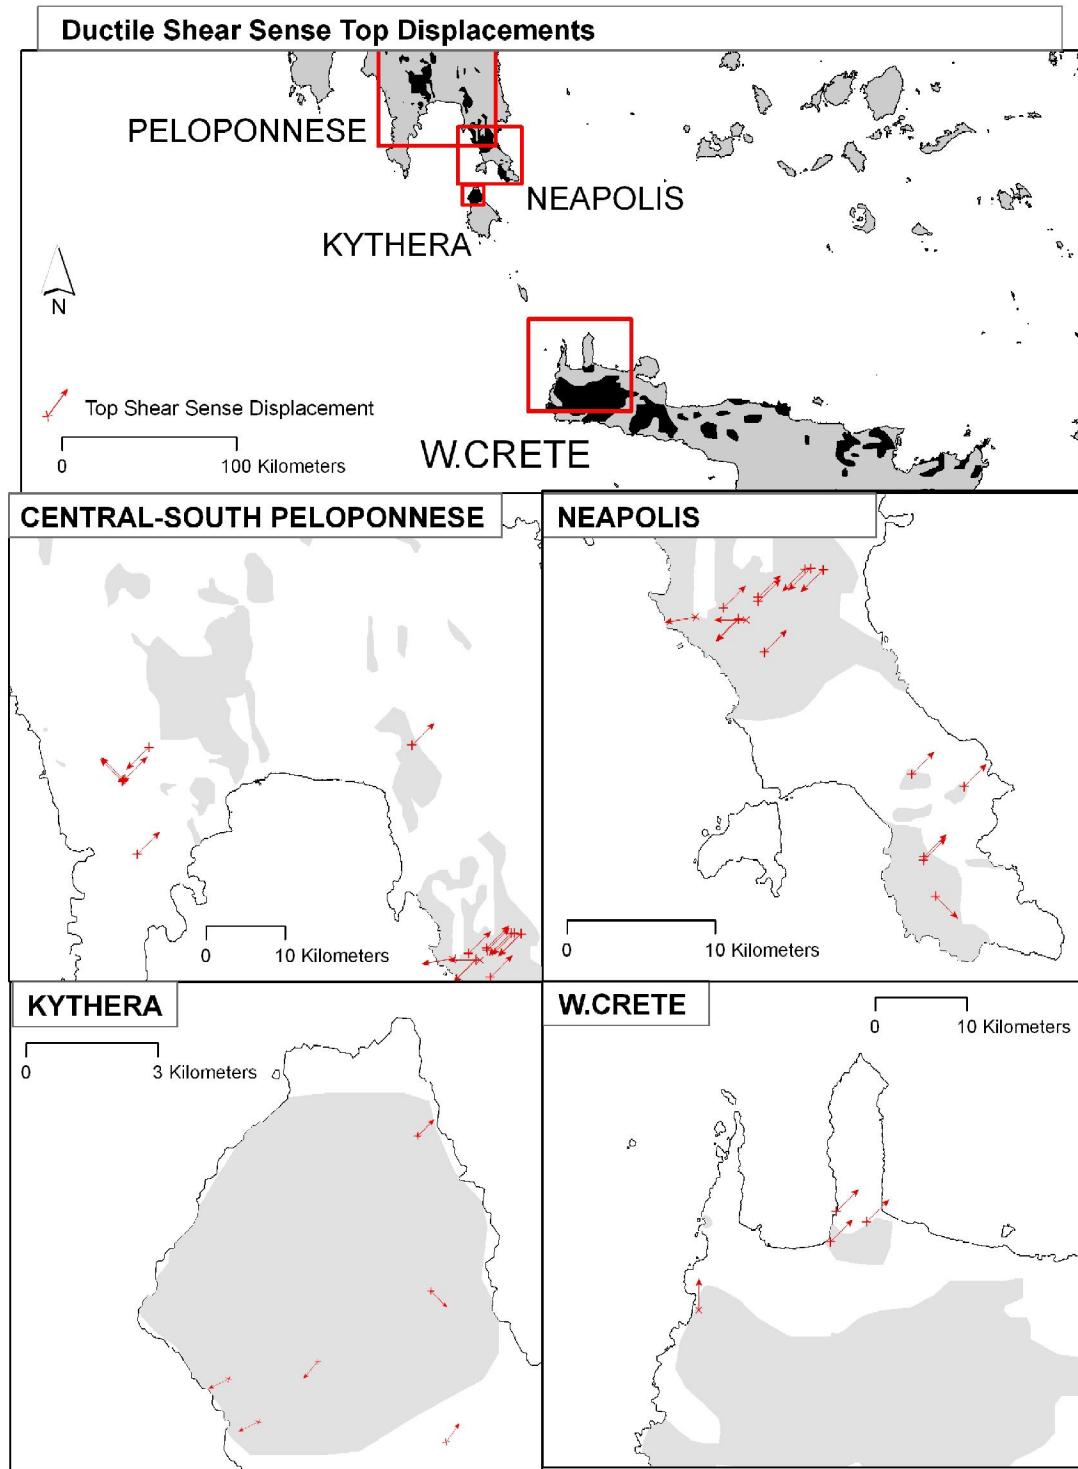 Ductile Shear Sense Top Displacements
PELOPONNESE
NEAPOLIS
KYTHERA
N
Top Shear Sense Displacement
0 100 Kilometers
W.CRETE
CENTRAL-SOUTH PELOPONNESE
0 10 Kilometers
NEAPOLIS
0 10 Kilometers
KYTHERA
0 3 Kilometers
W.CRETE
0 10 Kilometers